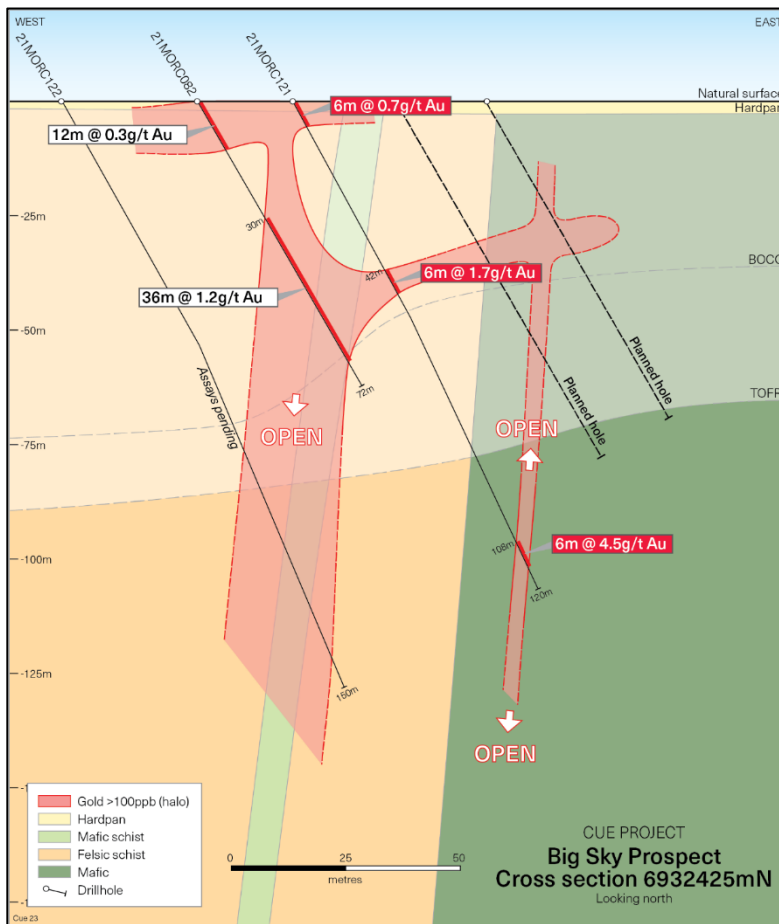 WEST
EAST
21MORC122
21MORC082
21MORC121
Natural surface
Hardpan
6m @ 0.7g/t Au
12m @ 0.3g/t Au
-25m
30m
BOCO
42m
6m @ 1.7g/t Au
36m @ 1.2g/t Au
-50m
Assays pending
72m
Planned hole
Planned hole
TOFR
OPEN
OPEN
-75m
-100m
108m
6m @ 4.5g/t Au
120m
-125m
160m
OPEN
Gold >100ppb (halo)
Hardpan
Mafic schist
Felsic schist
Mafic
Drillhole
0
25
50
metres
CUE PROJECT
Big Sky Prospect
Cross section 6932425mN
Looking north
Cue 23